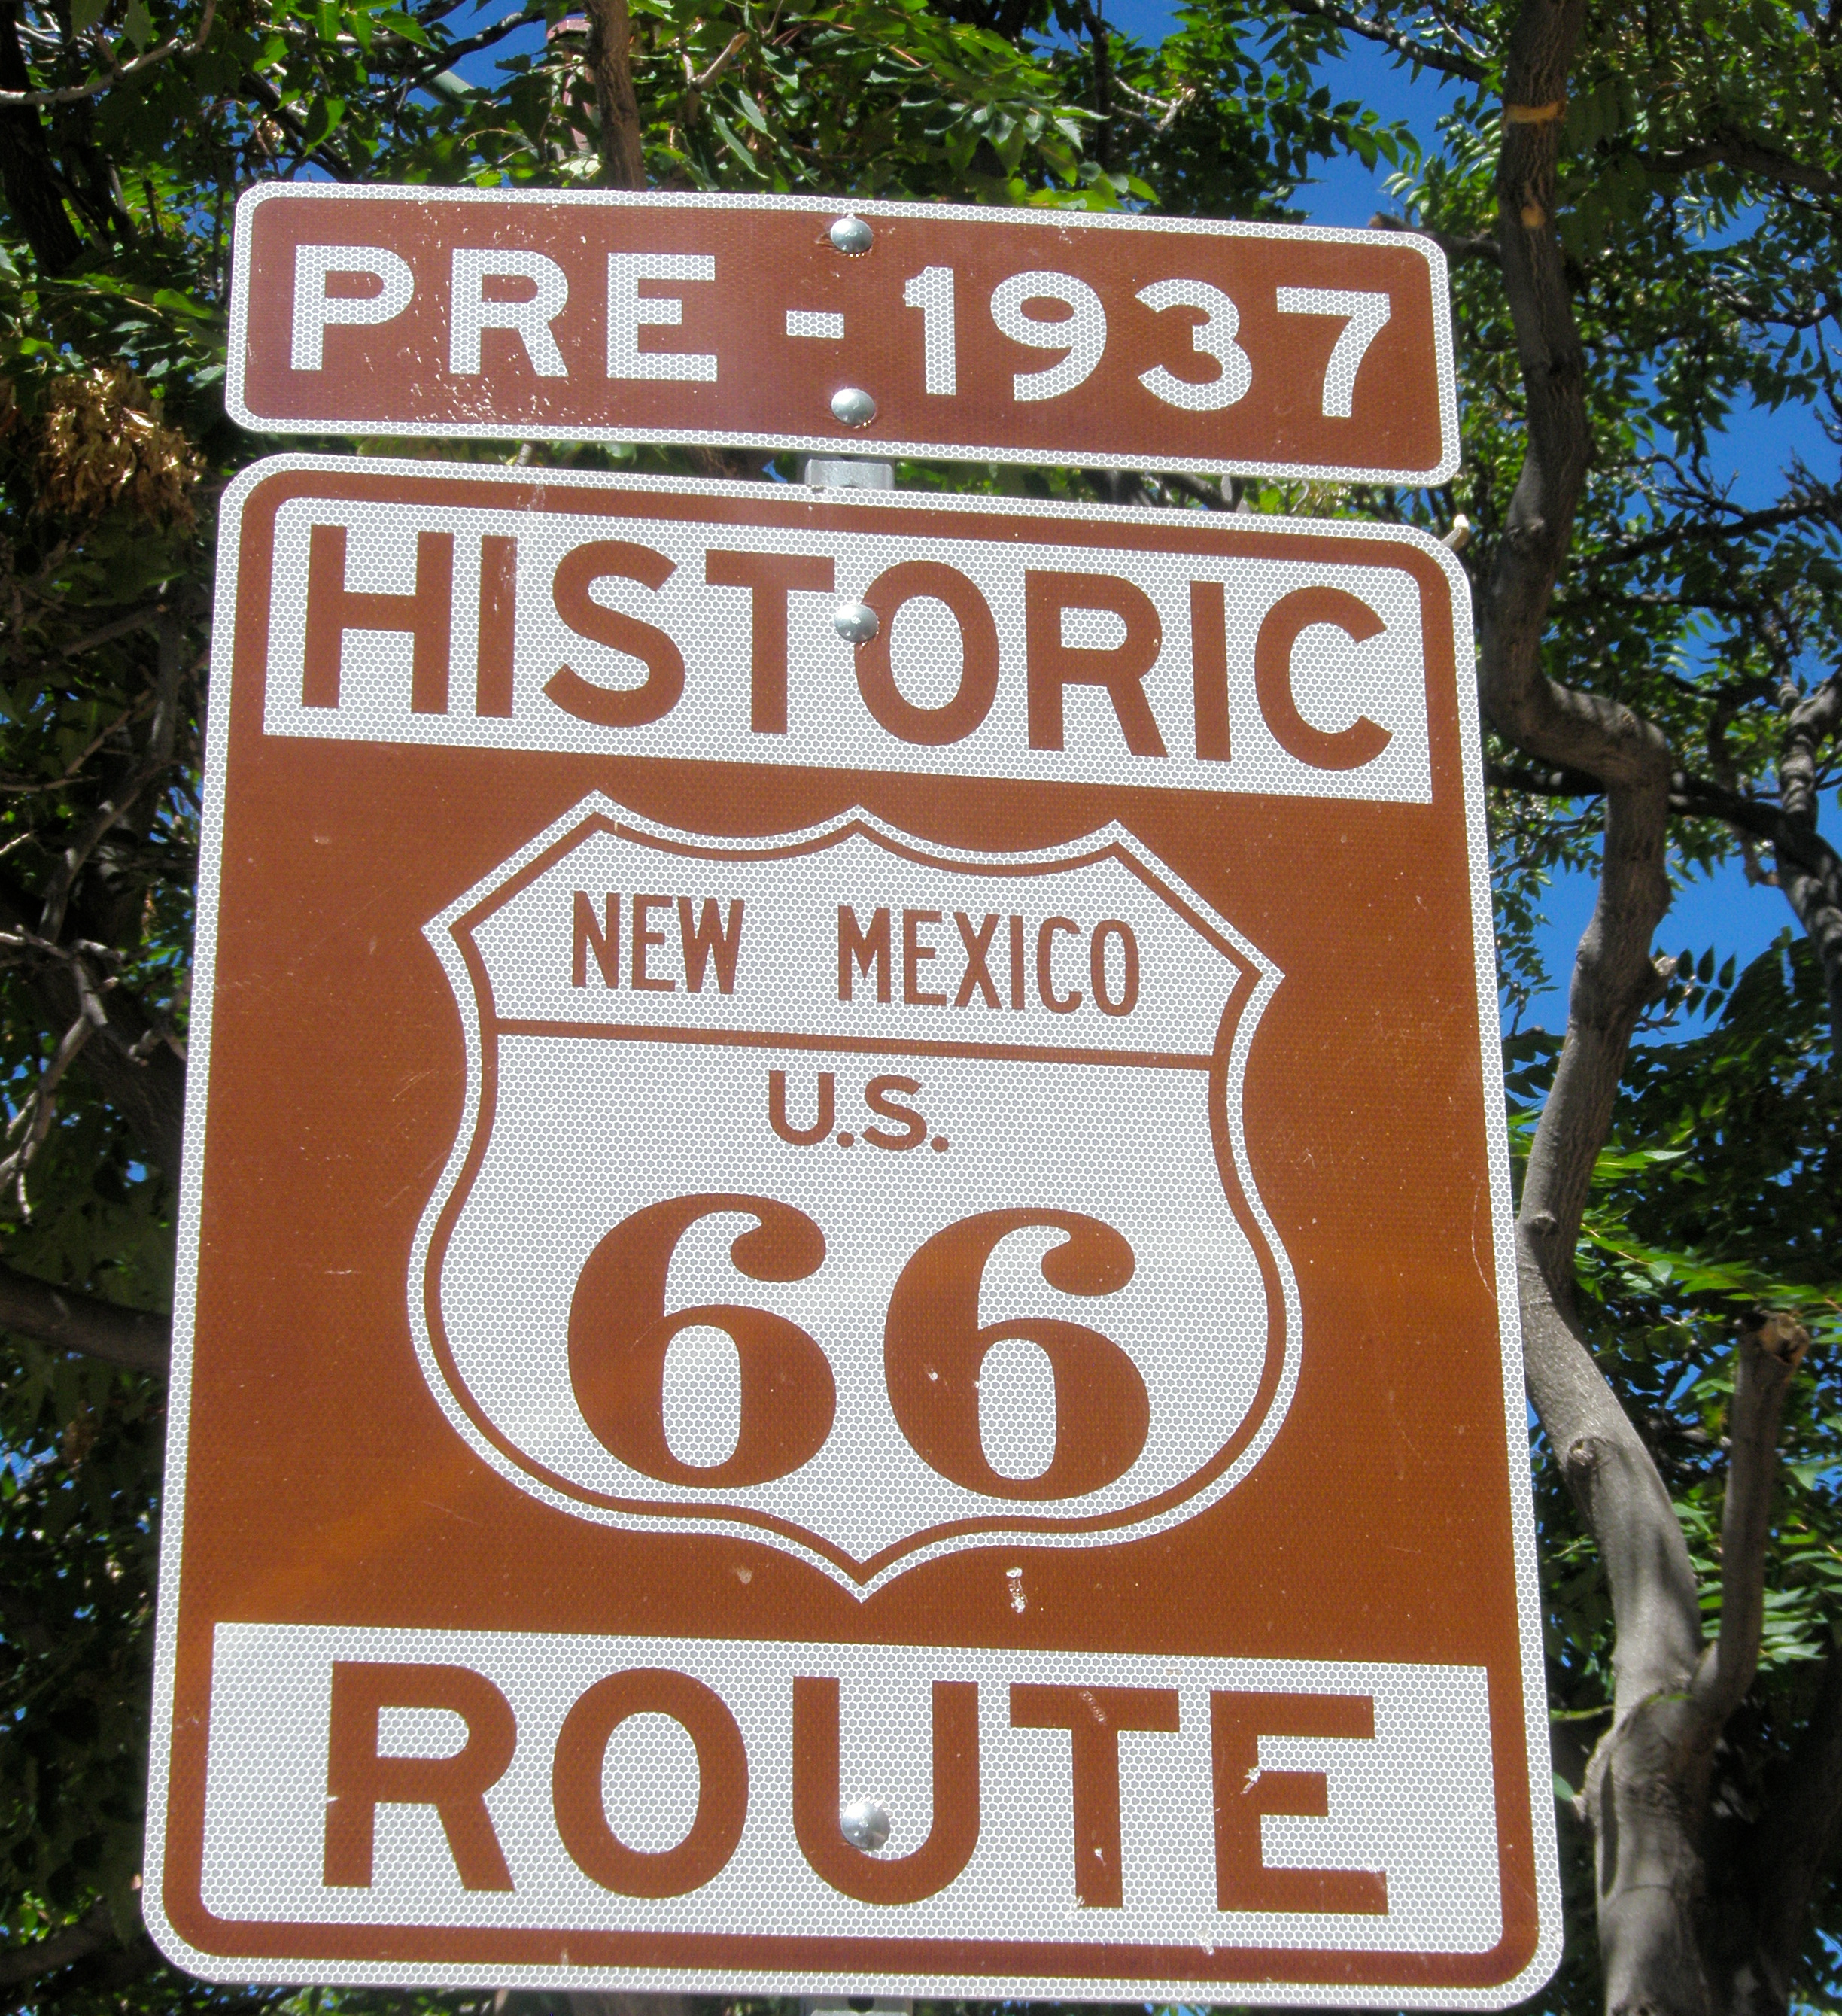 PRE - 1937
HISTORIC
NEW MEXICO
U.S.
66
ROUTE